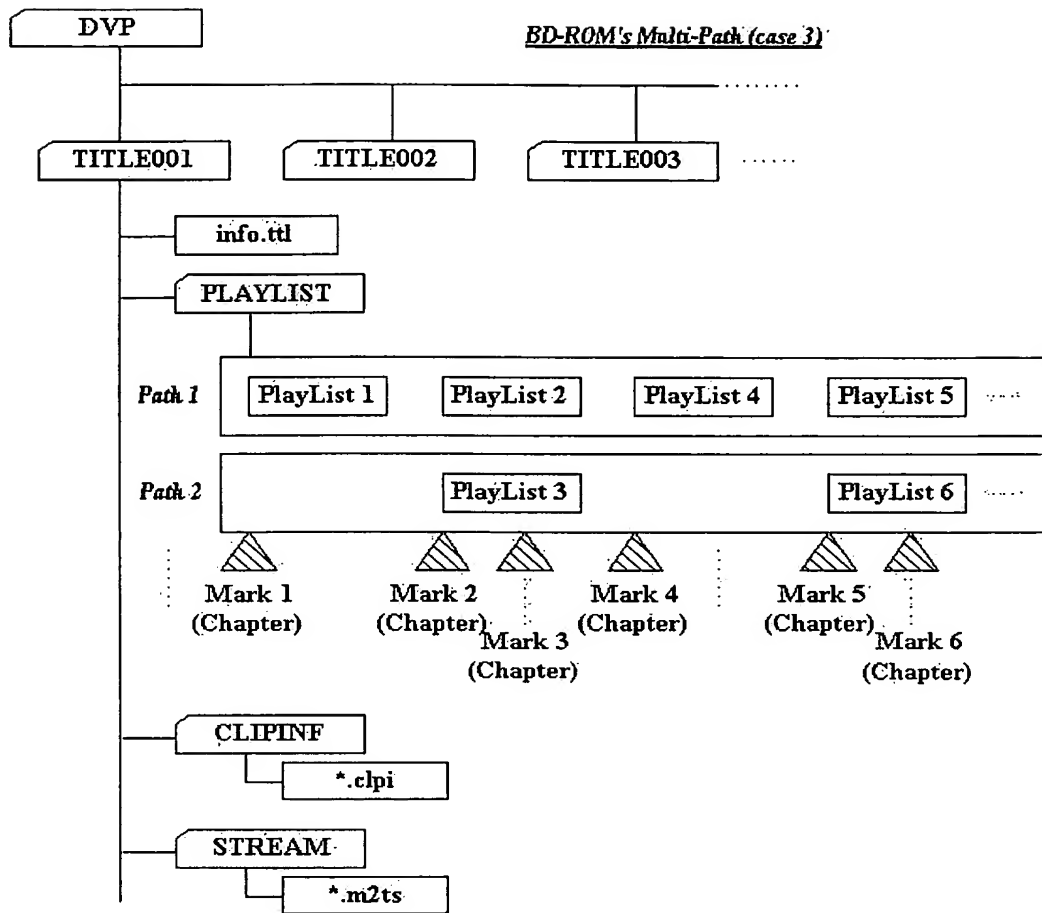 DVP
BD-ROM's Multi-Path (case 3)
TITLE001
TITLE002
TITLE003
info.ttl
PLAYLIST
Path 1
PlayList 1
PlayList 2
PlayList 4
PlayList 5
Path 2
PlayList 3
PlayList 6
Mark 1
(Chapter)
Mark 2
(Chapter)
Mark 3
(Chapter)
Mark 4
(Chapter)
Mark 5
(Chapter)
Mark 6
(Chapter)
CLIPINF
*.clpi
STREAM
*.m2ts